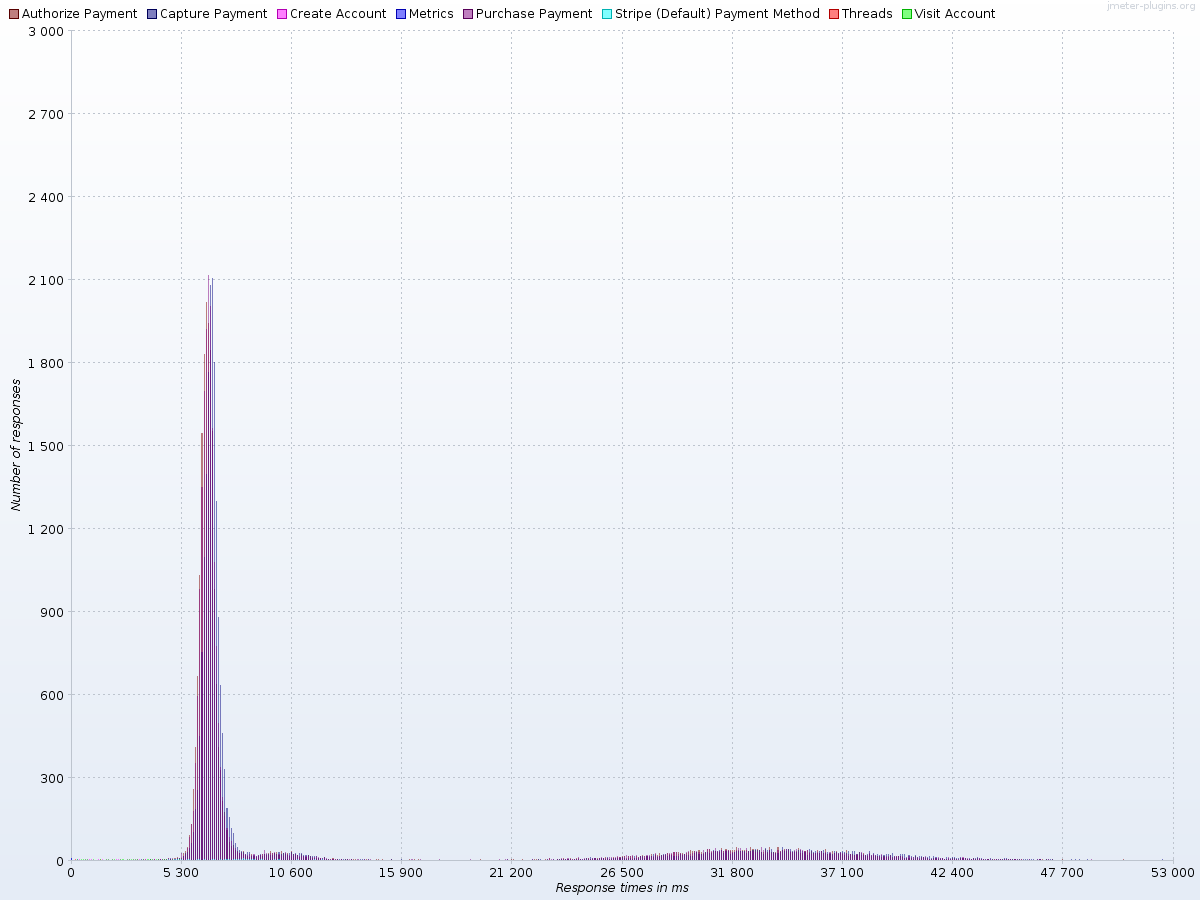 jmeter-plugins.org
Authorize Payment Capture Payment Create Account Metrics Purchase Payment Stripe (Default) Payment Method Threads Visit Account
3 000
2 700
2 400
2 100
1 800
1 500
1 200
900
600
300
0
Number of responses
0 5 300 10 600 15 900 21 200 26 500 31 800 37 100 42 400 47 700 53 000
Response times in ms